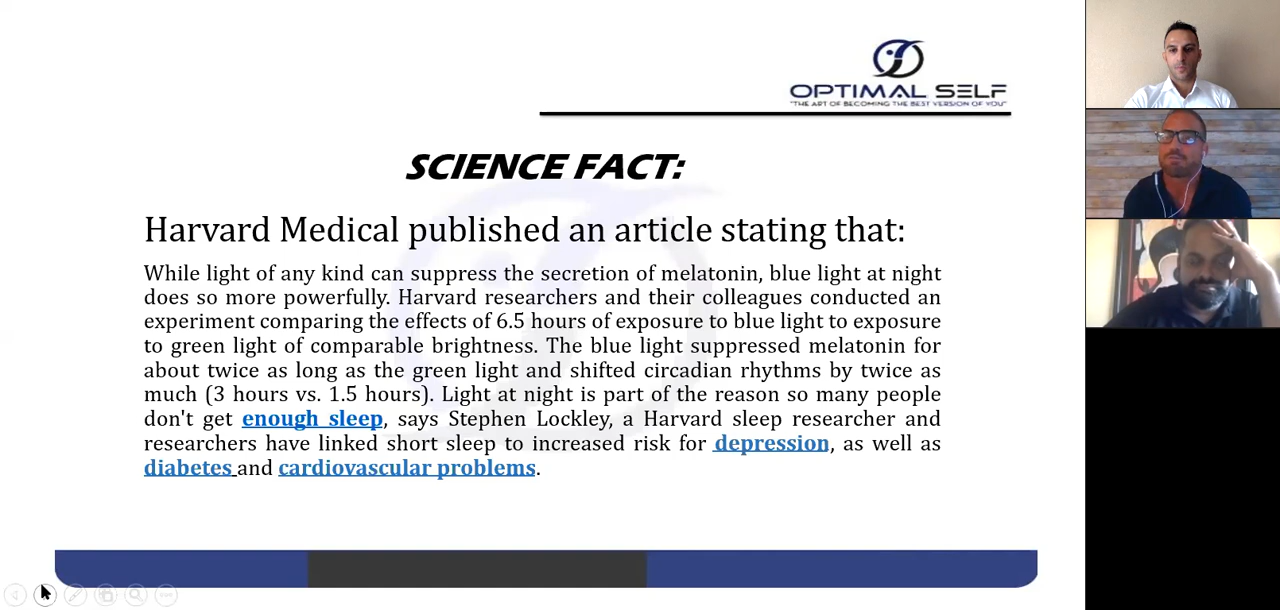 OPTIMAL SELF
"THE ART OF BECOMING THE BEST VERSION OF YOU"
SCIENCE FACT:
Harvard Medical published an article stating that:
While light of any kind can suppress the secretion of melatonin, blue light at night
does so more powerfully. Harvard researchers and their colleagues conducted an
experiment comparing the effects of 6.5 hours of exposure to blue light to exposure
to green light of comparable brightness. The blue light suppressed melatonin for
about twice as long as the green light and shifted circadian rhythms by twice as
much (3 hours vs. 1.5 hours). Light at night is part of the reason so many people
don't get enough sleep, says Stephen Lockley, a Harvard sleep researcher and
researchers have linked short sleep to increased risk for depression, as well as
diabetes and cardiovascular problems.